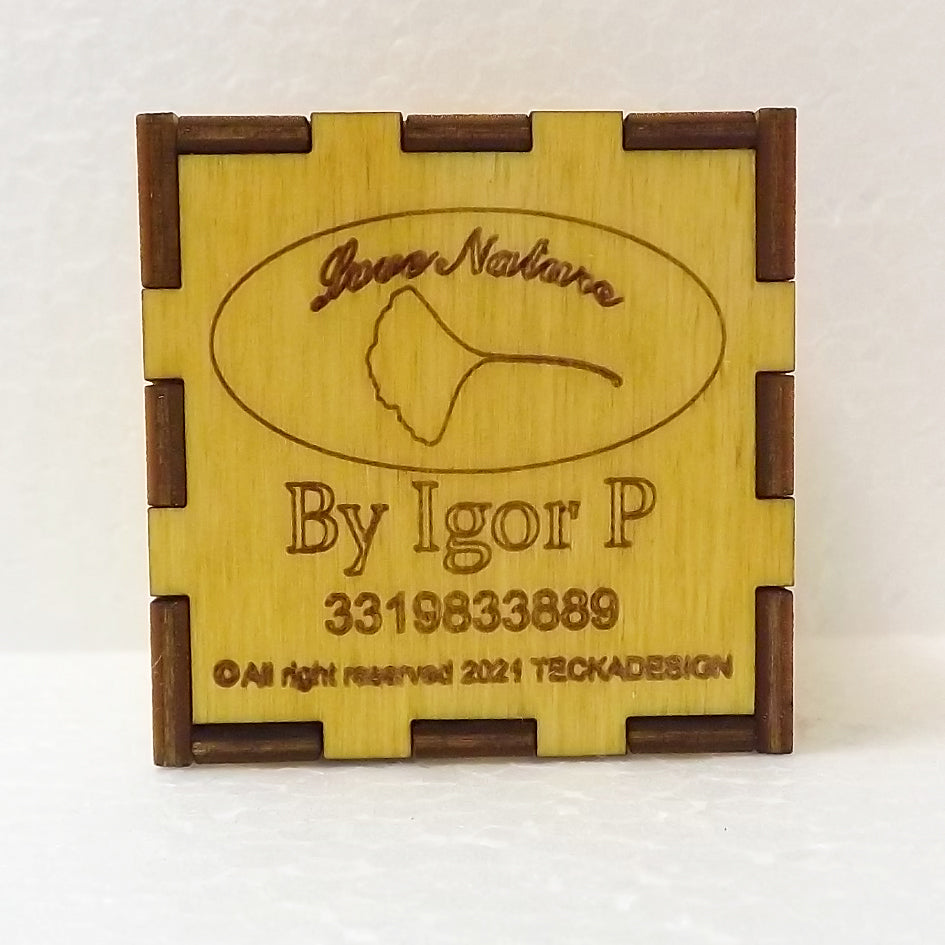 Love Nature
By Igor P
3319833889
©All right reserved 2021 TECKADESIGN